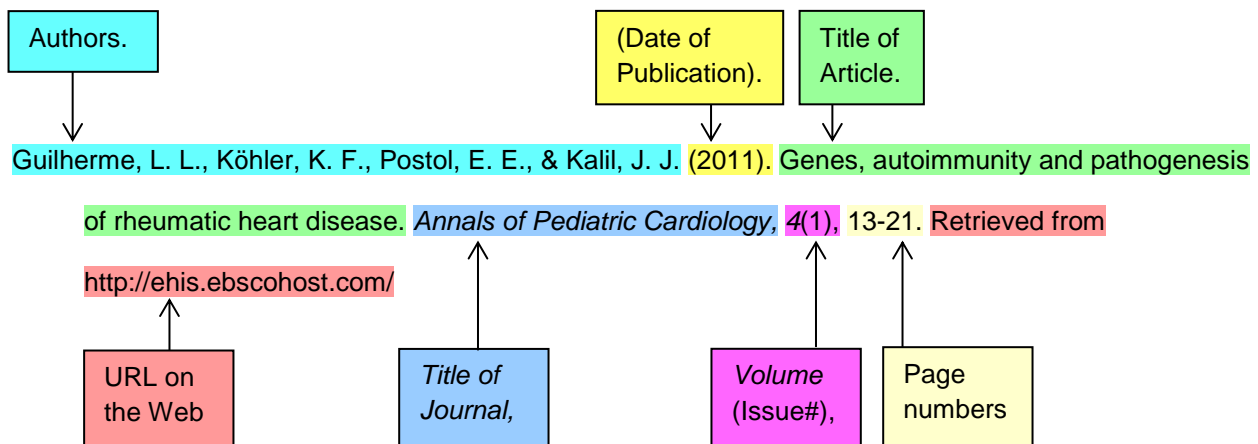 Authors.
(Date of
Publication).
Title of
Article.
Guilherme, L. L., Köhler, K. F., Postol, E. E., & Kalil, J. J. (2011). Genes, autoimmunity and pathogenesis
of rheumatic heart disease. Annals of Pediatric Cardiology, 4(1), 13-21. Retrieved from
http://ehis.ebscohost.com/
URL on
the Web
Title of
Journal,
Volume
(Issue#),
Page
numbers